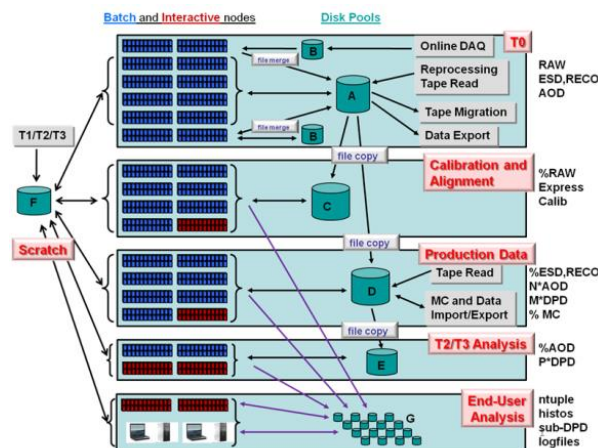 Batch and Interactive nodes
Disk Pools
T0
B
Online DAQ
file merge
Reprocessing
Tape Read
RAW
ESD,RECO
AOD
A
Tape Migration
file merge
B
Data Export
T1/T2/T3
file copy
Calibration and
Alignment
%RAW
Express
Calib
F
C
Scratch
file copy
Production Data
Tape Read
%ESD,RECO
N*AOD
M*DPD
% MC
D
MC and Data
Import/Export
file copy
T2/T3 Analysis
%AOD
P*DPD
E
End-User
Analysis
G
ntuple
histos
sub-DPD
logfiles